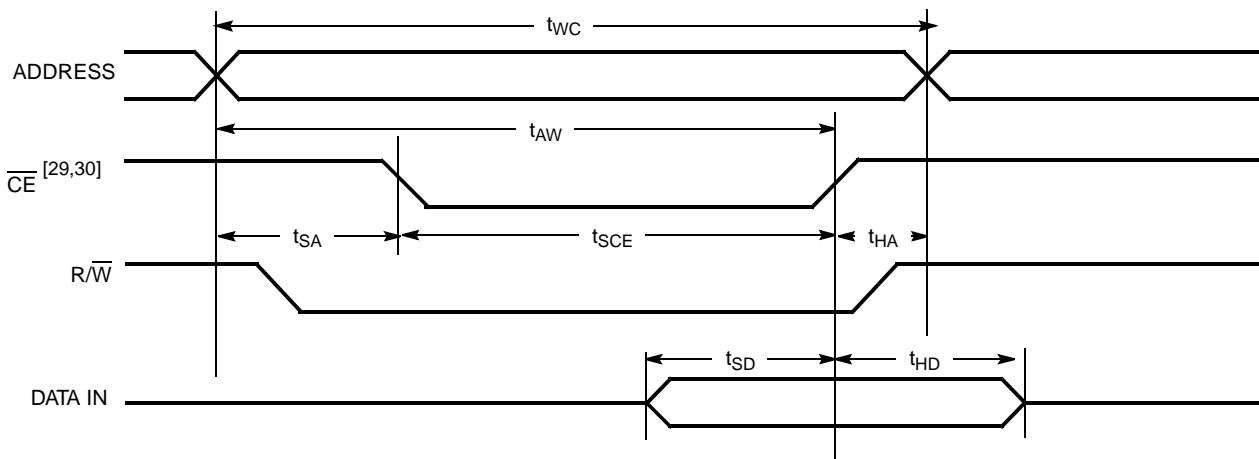 tWC
ADDRESS
tAW
CE [29,30]
tSA
tSCE
tHA
R/W
tSD
tHD
DATA IN